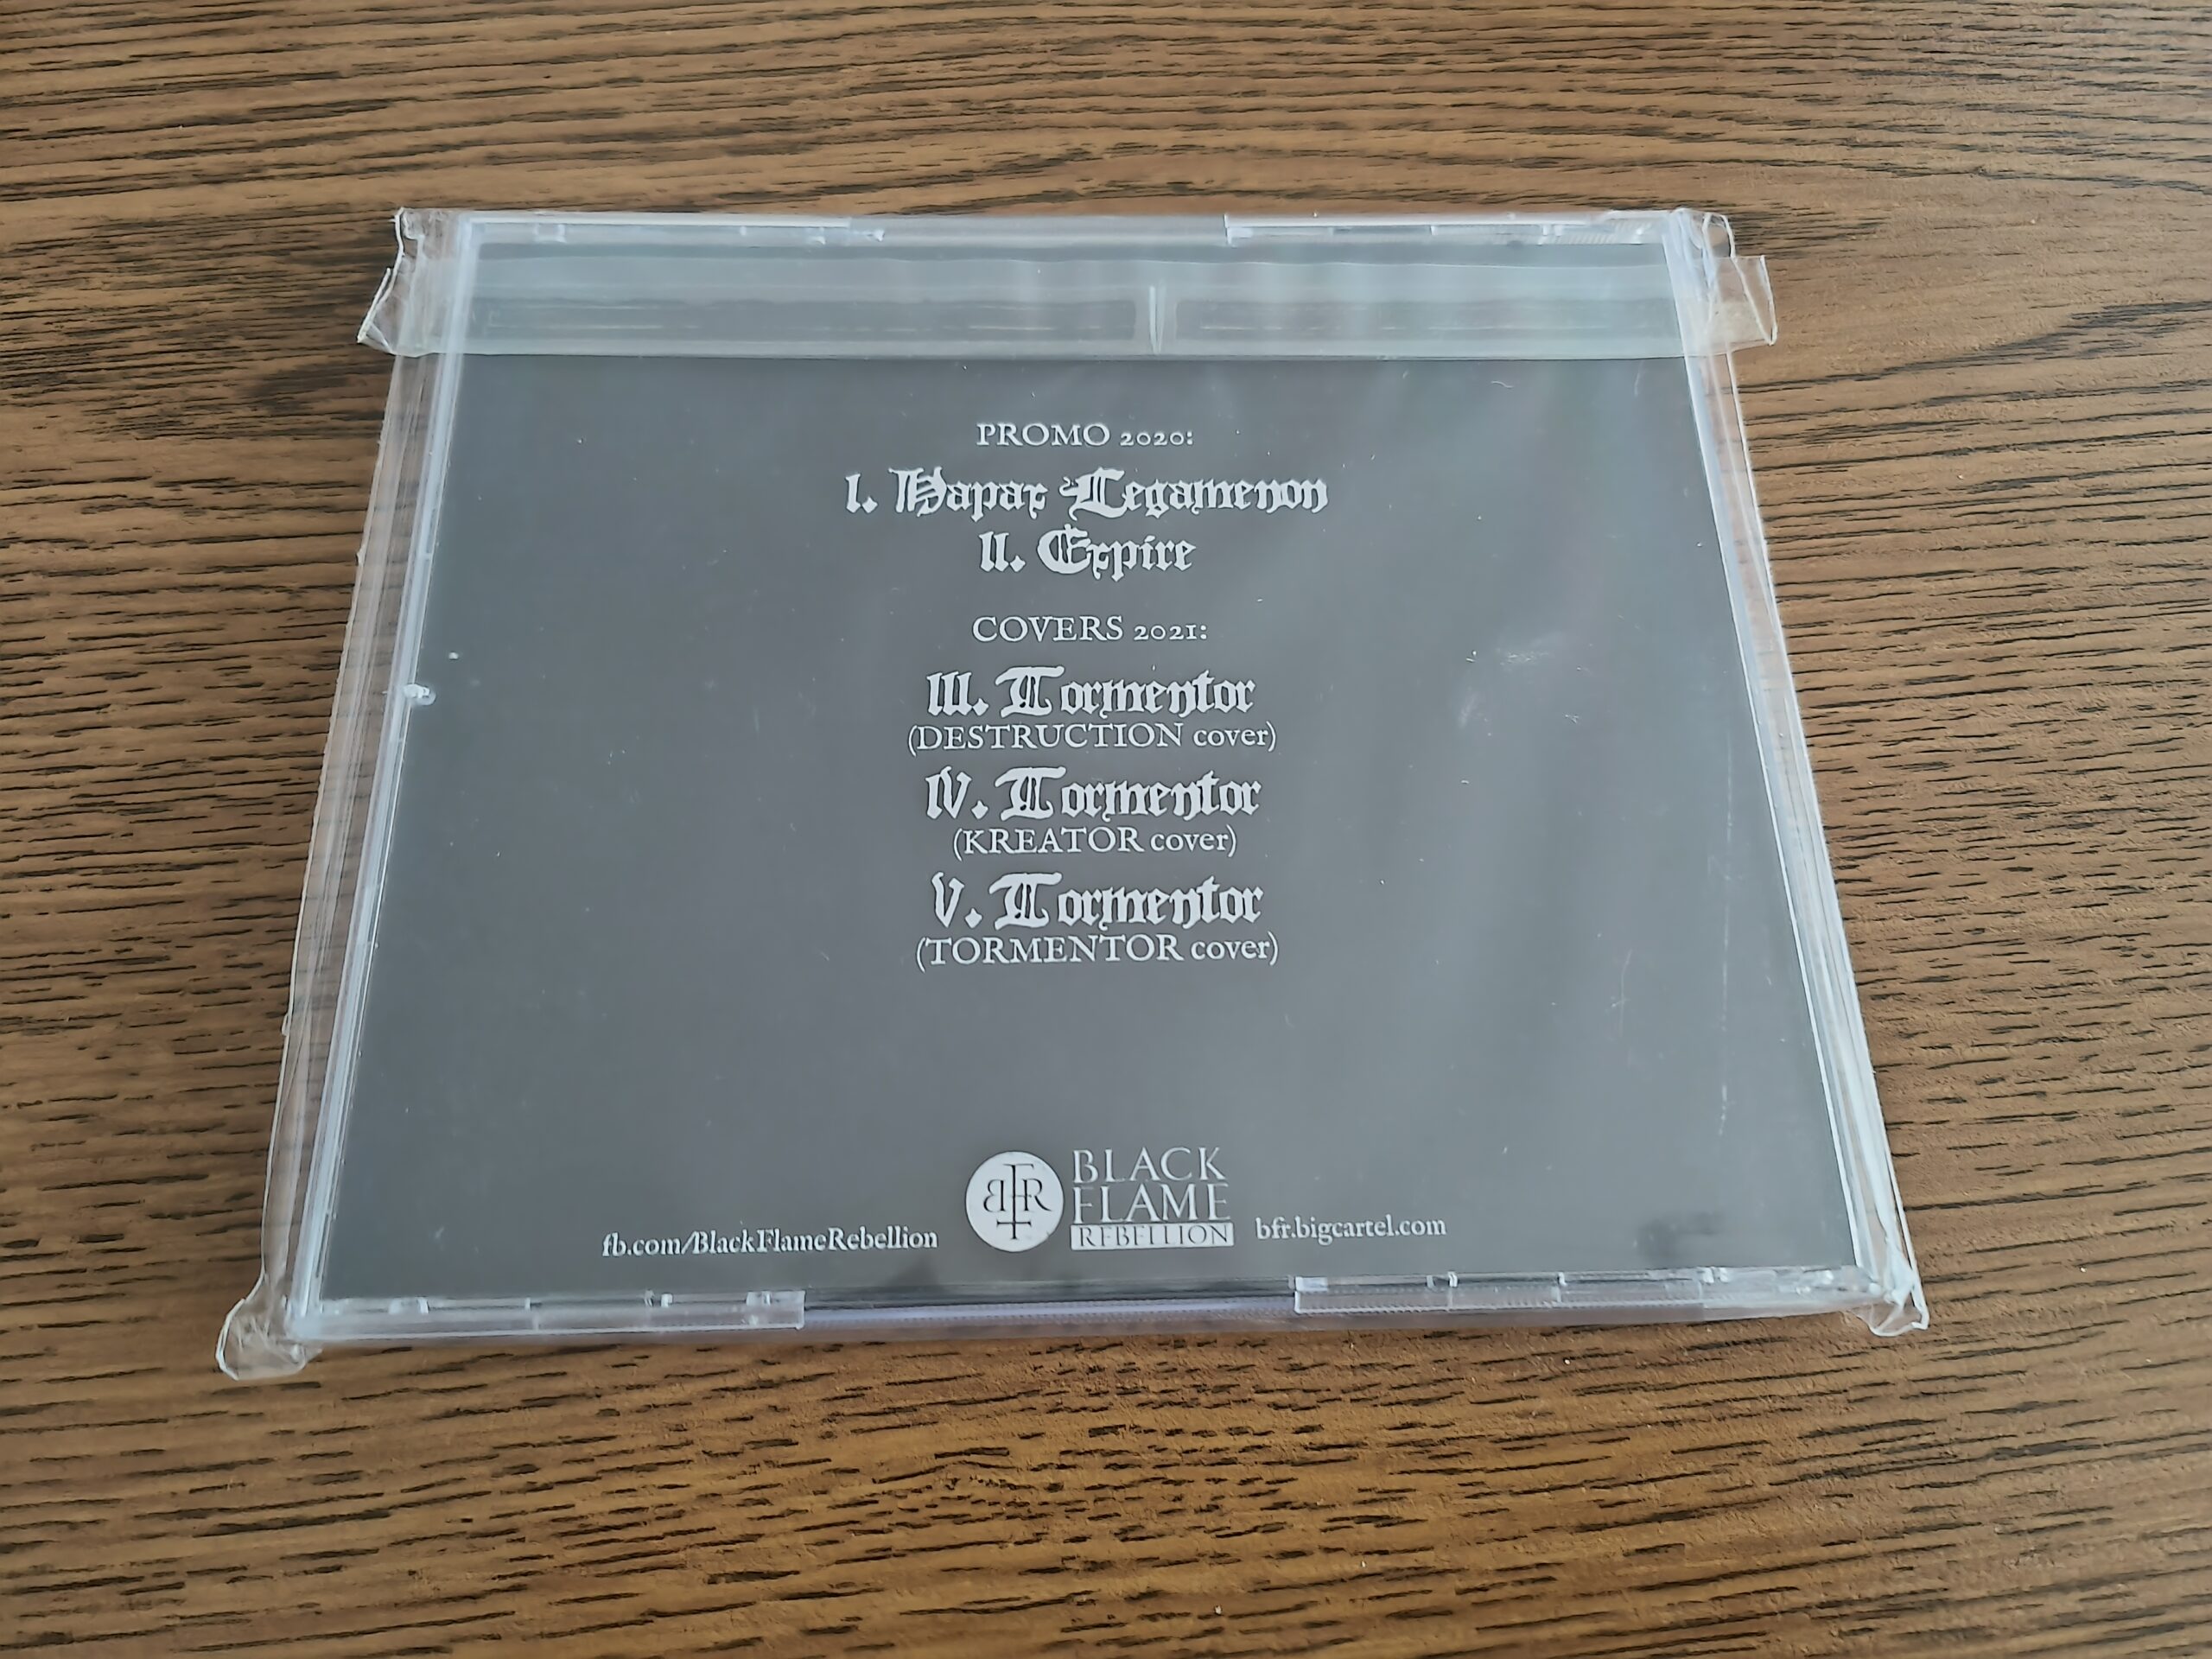 PROMO 2020:
I. Hapax Legamenon
II. Expire
COVERS 2021:
III. Tormentor
(DESTRUCTION cover)
IV. Tormentor
(KREATOR cover)
V. Tormentor
(TORMENTOR cover)
BFR
BLACK
FLAME
REBELLION
fb.com/BlackFlameRebellion
bfr.bigcartel.com